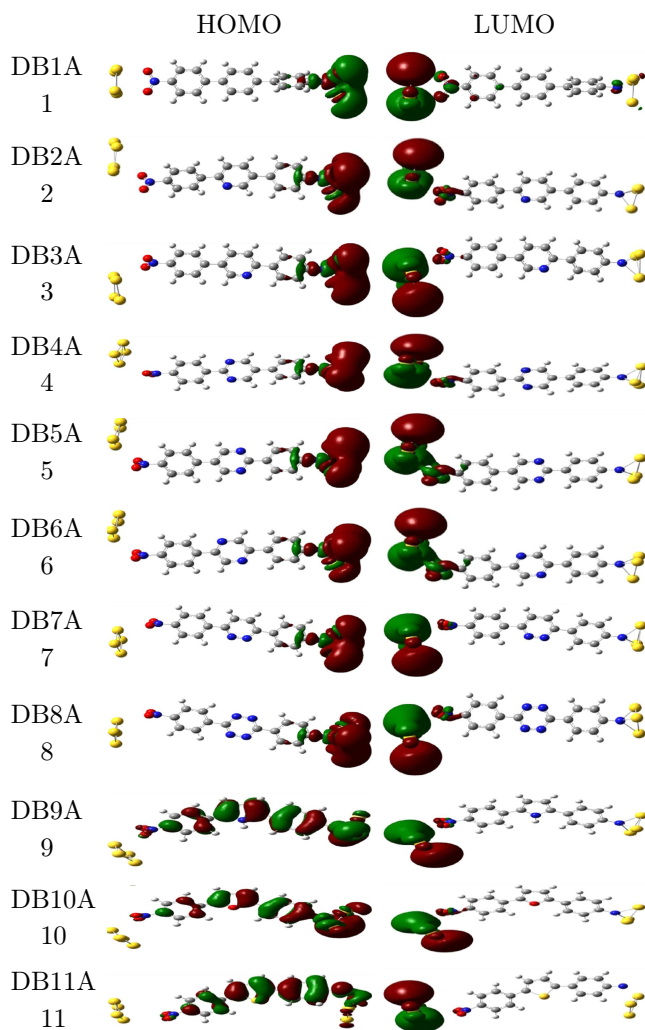 HOMO LUMO
DB1A
1
DB2A
2
DB3A
3
DB4A
4
DB5A
5
DB6A
6
DB7A
7
DB8A
8
DB9A
9
DB10A
10
DB11A
11